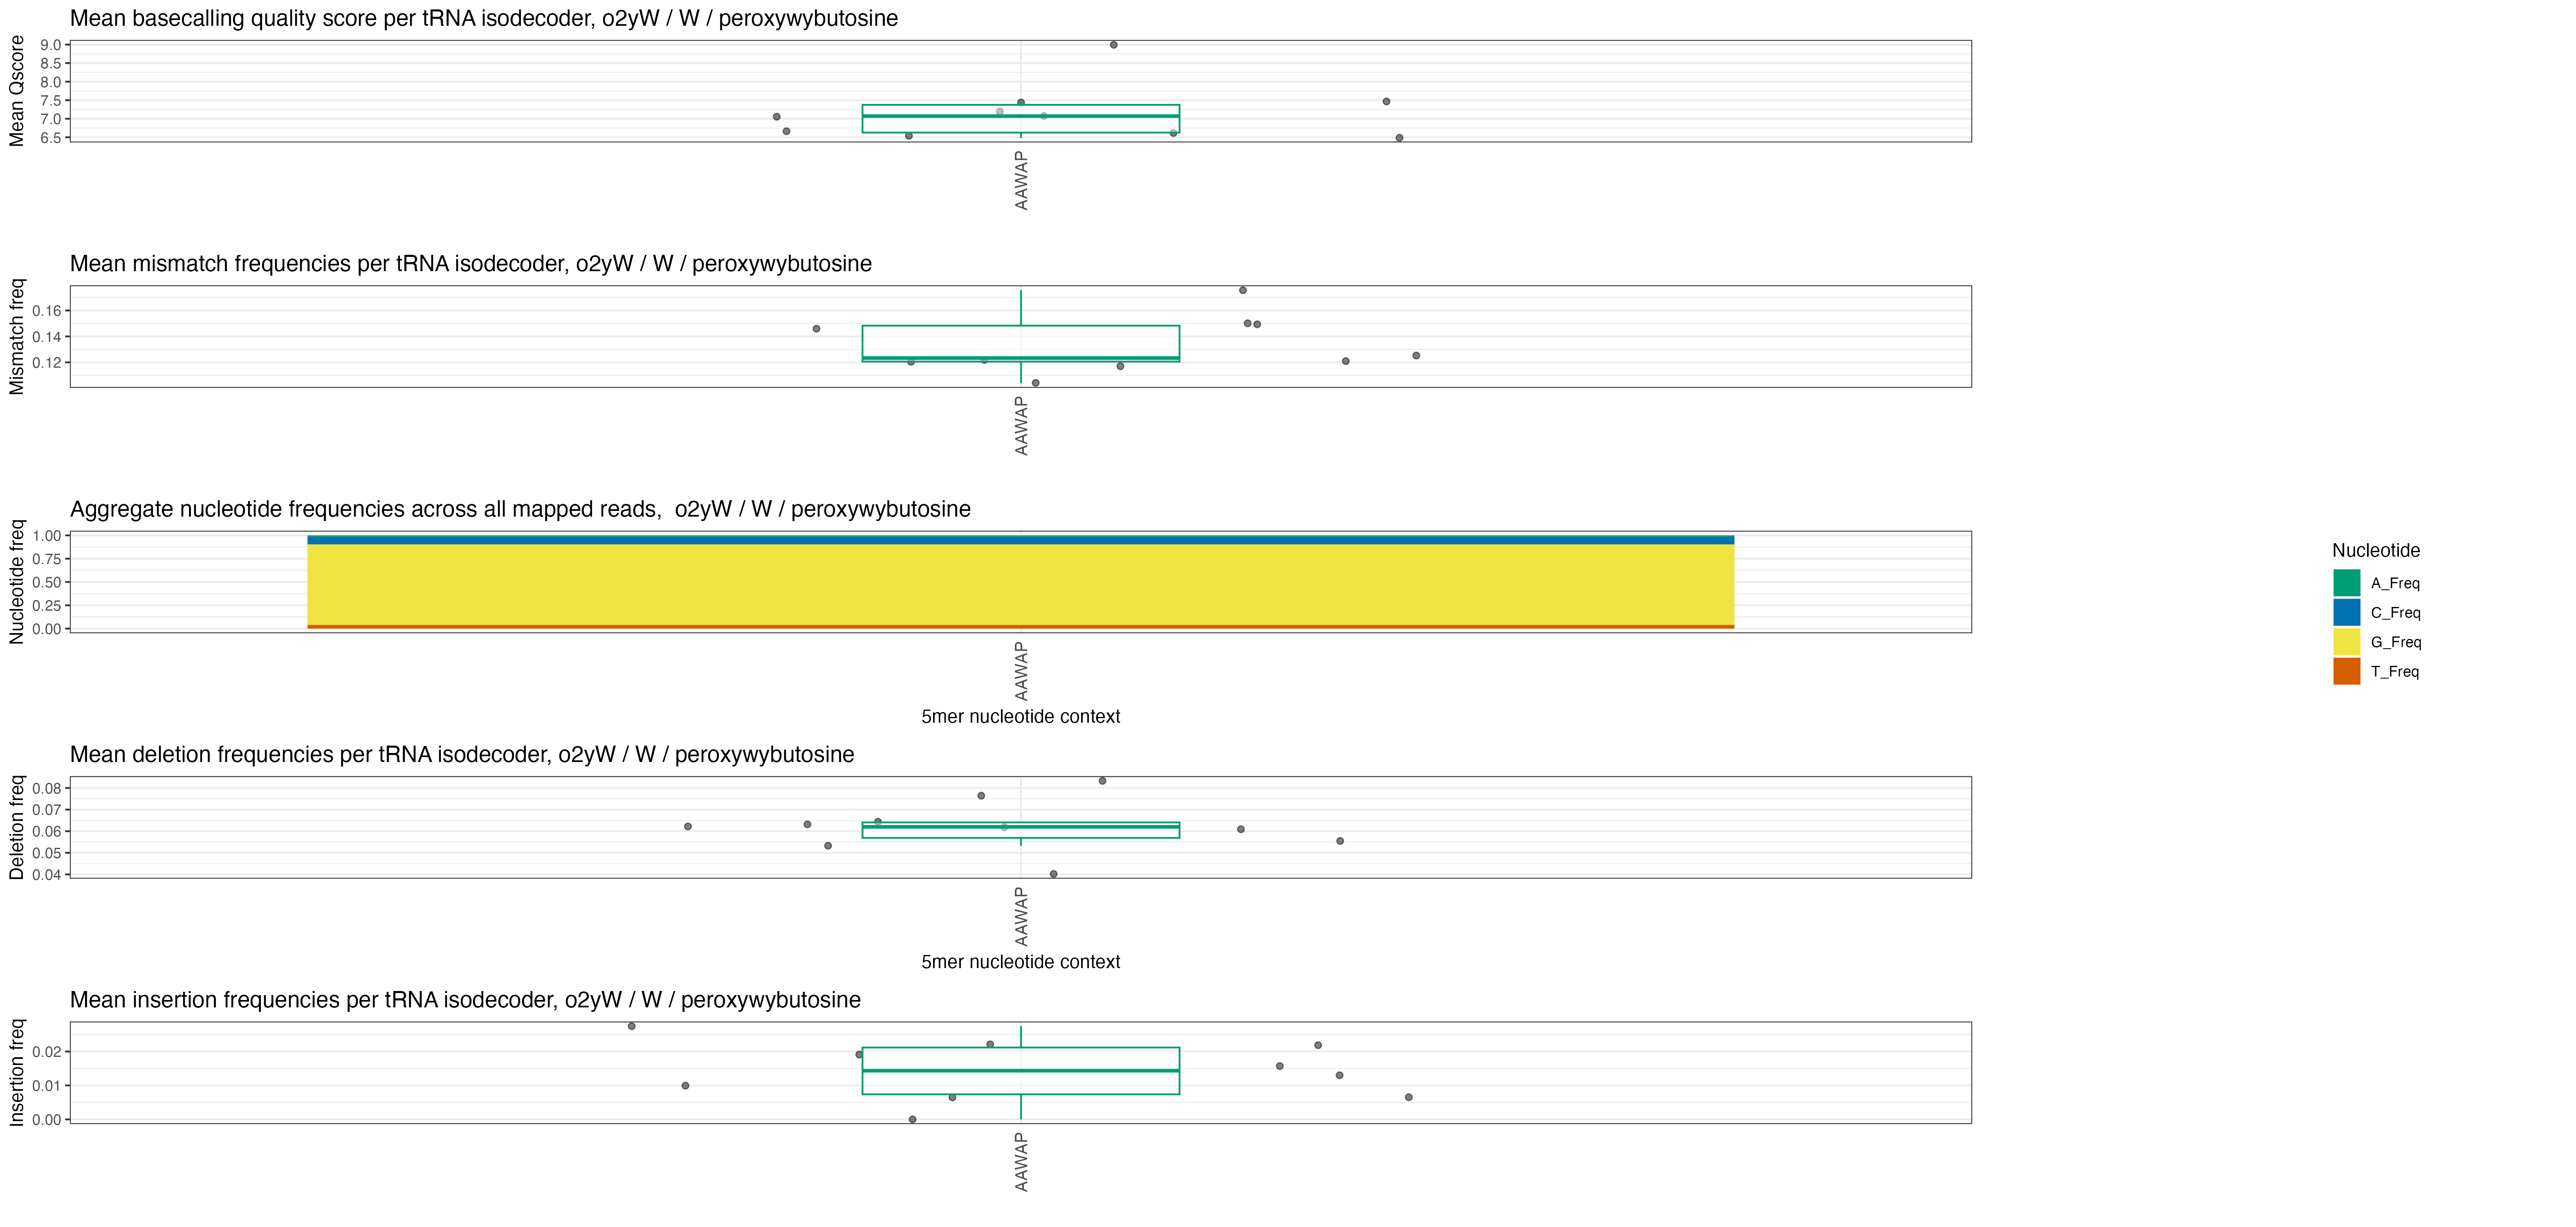 Mean basecalling quality score per tRNA isodecoder, o2yW / W / peroxywybutosine
Mean Qscore
9.0
8.5
8.0
7.5
7.0
6.5
AAWAP
Mean mismatch frequencies per tRNA isodecoder, o2yW / W / peroxywybutosine
Mismatch freq
0.16
0.14
0.12
AAWAP
Aggregate nucleotide frequencies across all mapped reads,  o2yW / W / peroxywybutosine
Nucleotide freq
1.00
0.75
0.50
0.25
0.00
AAWAP
5mer nucleotide context
Nucleotide
A_Freq
C_Freq
G_Freq
T_Freq
Mean deletion frequencies per tRNA isodecoder, o2yW / W / peroxywybutosine
Deletion freq
0.08
0.07
0.06
0.05
0.04
AAWAP
5mer nucleotide context
Mean insertion frequencies per tRNA isodecoder, o2yW / W / peroxywybutosine
Insertion freq
0.02
0.01
0.00
AAWAP